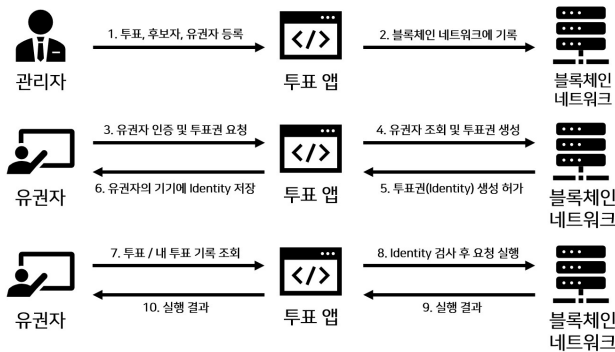 1. 투표, 후보자, 유권자 등록
2. 블록체인 네트워크에 기록
관리자
투표 앱
블록체인
네트워크
3. 유권자 인증 및 투표권 요청
4. 유권자 조회 및 투표권 생성
6. 유권자의 기기에 Identity 저장
5. 투표권(Identity) 생성 허가
유권자
투표 앱
블록체인
네트워크
7. 투표 / 내 투표 기록 조회
8. Identity 검사 후 요청 실행
10. 실행 결과
9. 실행 결과
유권자
투표 앱
블록체인
네트워크